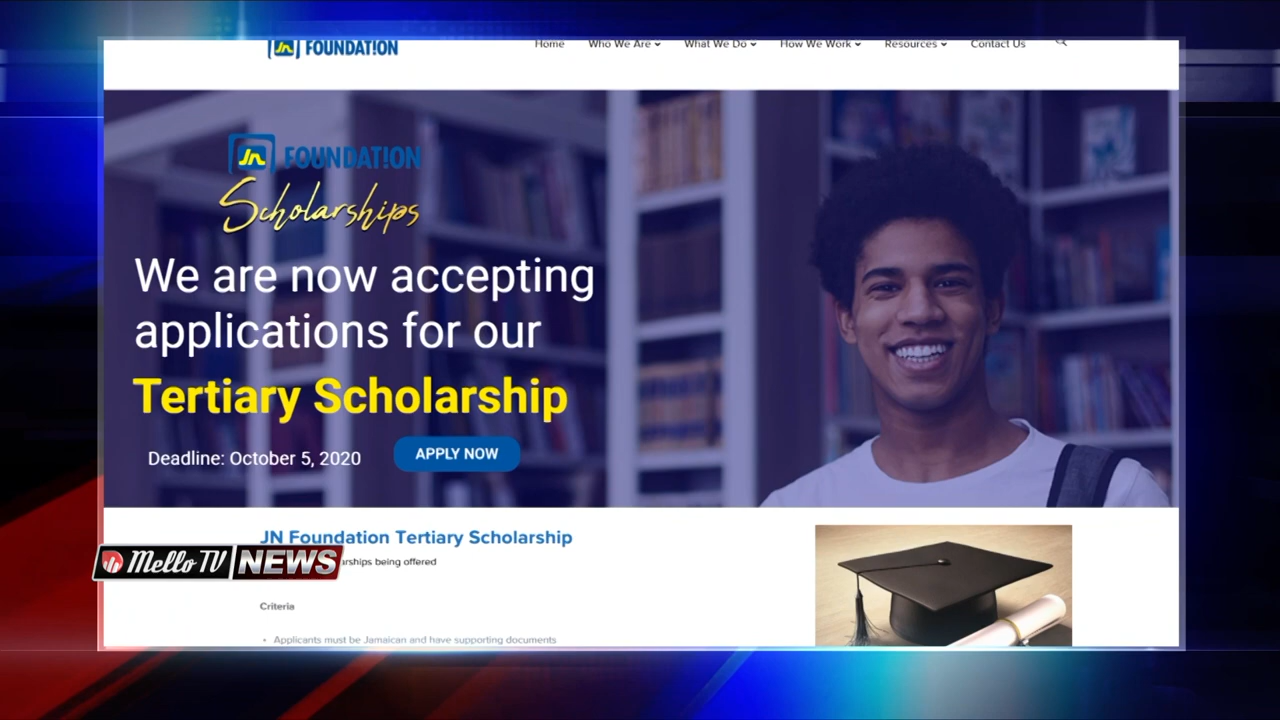 JN FOUNDAT!ON
Home Who We Are What We Do How We Work Resources Contact Us
JN FOUNDAT!ON
Scholarships
We are now accepting
applications for our
Tertiary Scholarship
Deadline: October 5, 2020
APPLY NOW
JN Foundation Tertiary Scholarship
being offered
Mello TV NEWS
Criteria
• Applicants must be Jamaican and have supporting documents